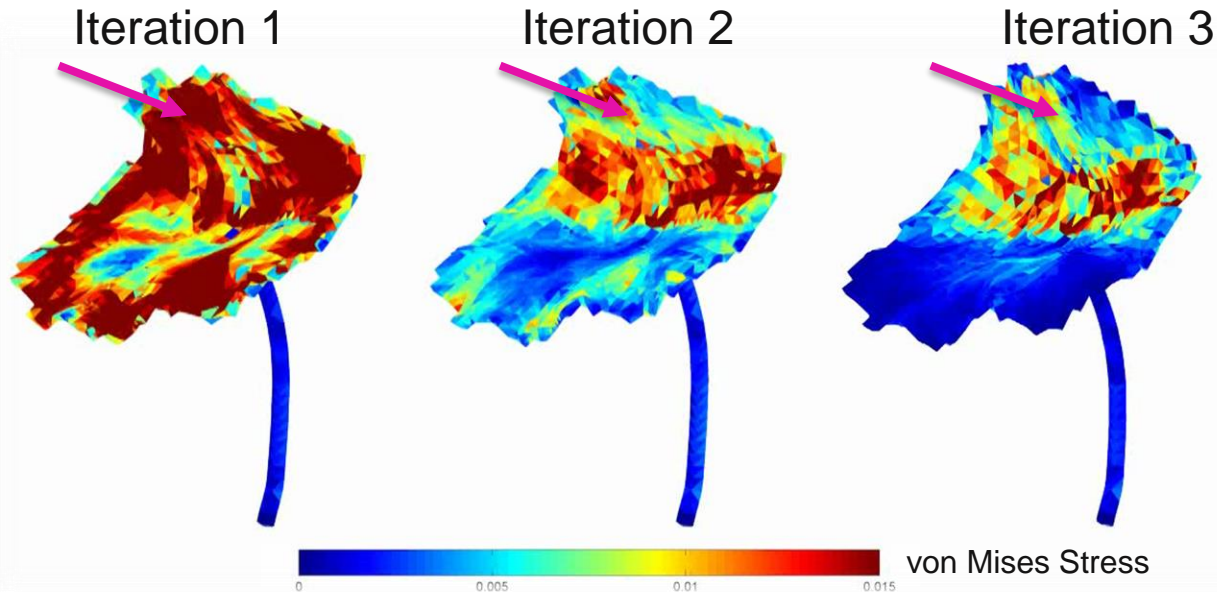 Iteration 1
Iteration 2
Iteration 3
von Mises Stress
0
0.005
0.01
0.015